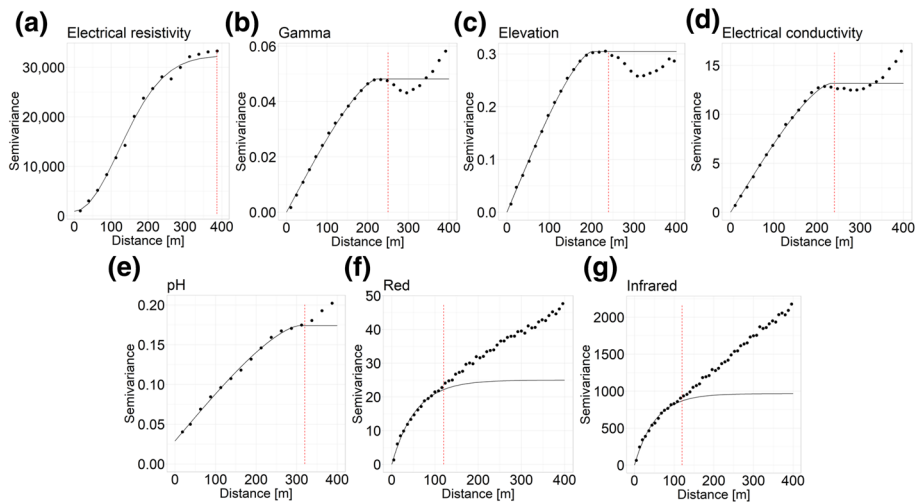 (a) Electrical resistivity
Semivariance
30,000
20,000
10,000
0
0 100 200 300 400
Distance [m]
(b) Gamma
Semivariance
0.06
0.04
0.02
0.00
0 100 200 300 400
Distance [m]
(c) Elevation
Semivariance
0.3
0.2
0.1
0.0
0 100 200 300 400
Distance [m]
(d) Electrical conductivity
Semivariance
15
10
5
0
0 100 200 300 400
Distance [m]
(e) pH
Semivariance
0.20
0.15
0.10
0.05
0.00
0 100 200 300 400
Distance [m]
(f) Red
Semivariance
50
40
30
20
10
0
0 100 200 300 400
Distance [m]
(g) Infrared
Semivariance
2000
1500
1000
500
0
0 100 200 300 400
Distance [m]